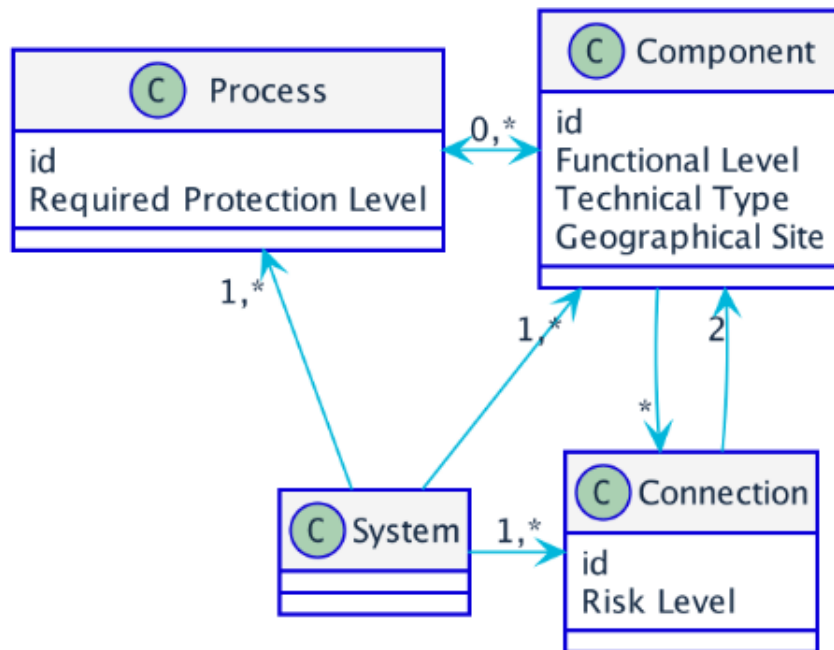 C Process
id
Required Protection Level
0,*
C Component
id
Functional Level
Technical Type
Geographical Site
1,*
1,*
2
*
C System
1,*
C Connection
id
Risk Level